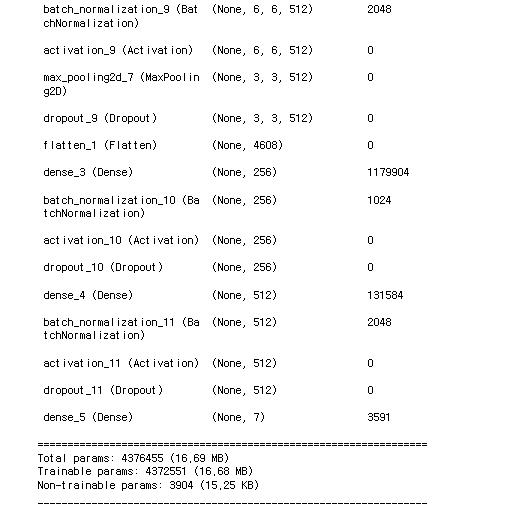 batch_normalization_9 (Bat (None, 6, 6, 512) 2048
chNormalization)
activation_9 (Activation) (None, 6, 6, 512) 0
max_pooling2d_7 (MaxPoolin (None, 3, 3, 512) 0
g2D)
dropout_9 (Dropout) (None, 3, 3, 512) 0
flatten_1 (Flatten) (None, 4608) 0
dense_3 (Dense) (None, 256) 1179904
batch_normalization_10 (Ba (None, 256) 1024
tchNormalization)
activation_10 (Activation) (None, 256) 0
dropout_10 (Dropout) (None, 256) 0
dense_4 (Dense) (None, 512) 131584
batch_normalization_11 (Ba (None, 512) 2048
tchNormalization)
activation_11 (Activation) (None, 512) 0
dropout_11 (Dropout) (None, 512) 0
dense_5 (Dense) (None, 7) 3591
=================================================================
Total params: 4376455 (16.69 MB)
Trainable params: 4372551 (16.68 MB)
Non-trainable params: 3904 (15.25 KB)
_________________________________________________________________